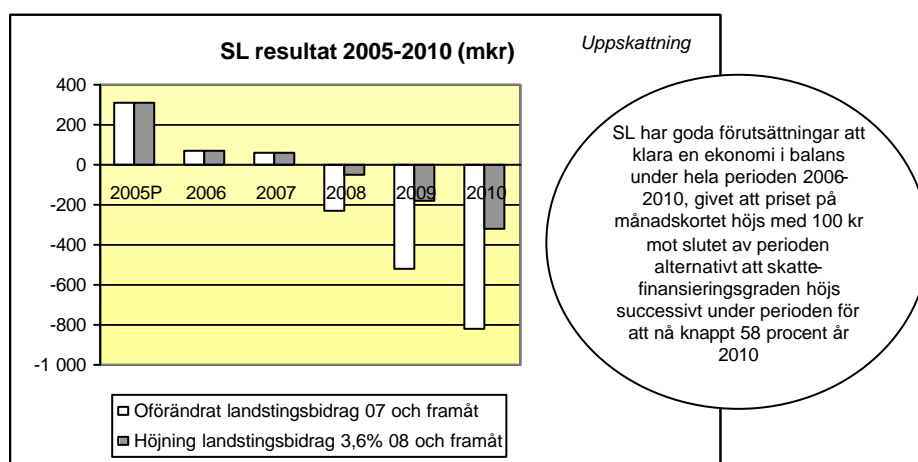 SL resultat 2005-2010 (mkr)
Uppskattning
400
200
0
-200
-400
-600
-800
-1 000
2005P 2006 2007 2008 2009 2010
Oförändrat landstingsbidrag 07 och framåt
Höjning landstingsbidrag 3,6% 08 och framåt
SL har goda förutsättningar att
klara en ekonomi i balans
under hela perioden 2006-
2010, givet att priset på
månadskortet höjs med 100 kr
mot slutet av perioden
alternativt att skatte-
finansieringsgraden höjs
successivt under perioden för
att nå knappt 58 procent år
2010